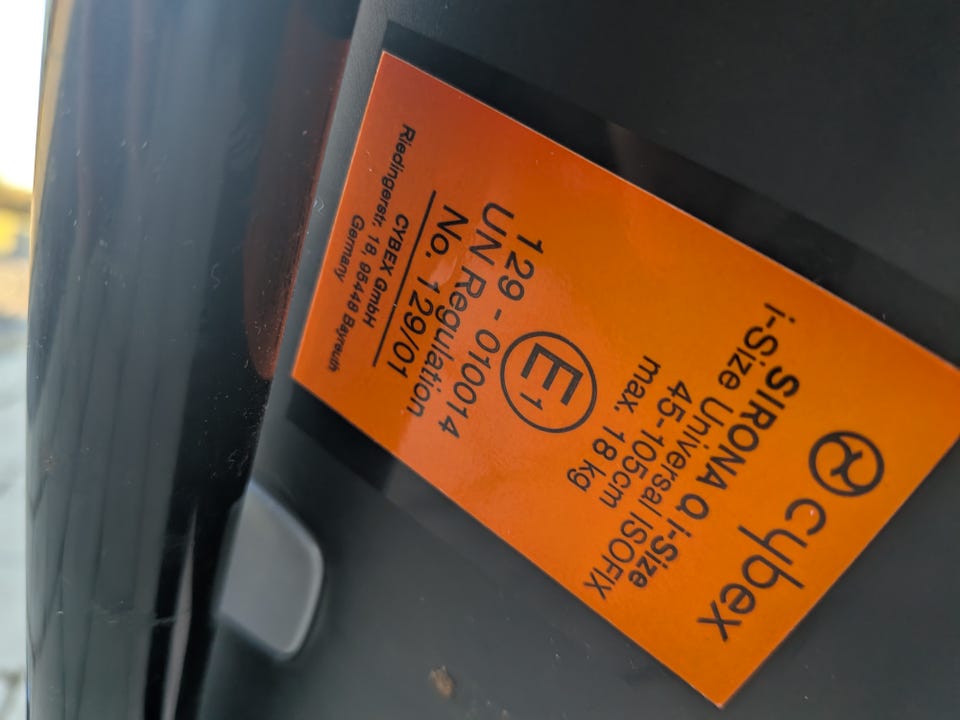 cybex
SIRONA Q i-Size
i-Size Universal ISOFIX
45-105cm
max. 18 kg
E1
129 - 010014
UN Regulation
No. 129/01
CYBEX GmbH
Riedingerstr. 18, 95448 Bayreuth
Germany